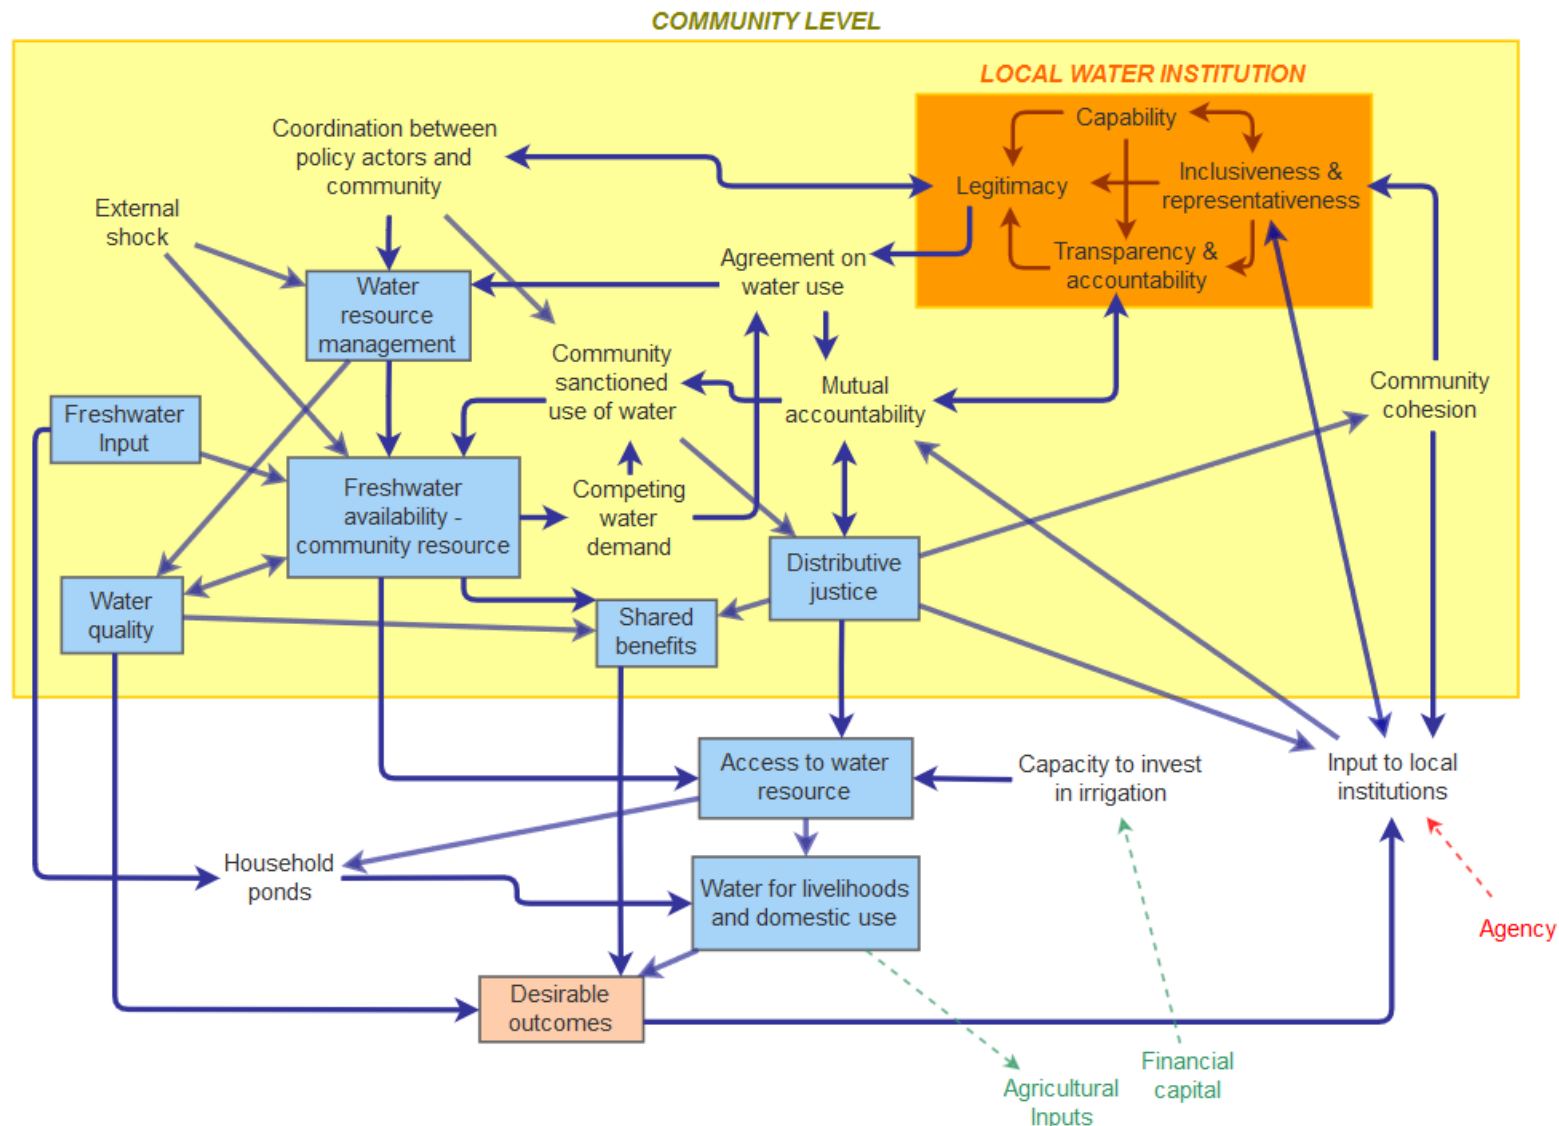 COMMUNITY LEVEL
LOCAL WATER INSTITUTION
Capability
Legitimacy
Inclusiveness &
representativeness
Transparency &
accountability
Coordination between
policy actors and
community
External
shock
Agreement on
water use
Water
resource
management
Community
sanctioned
use of water
Mutual
accountability
Community
cohesion
Freshwater
Input
Freshwater
availability -
community resource
Competing
water
demand
Distributive
justice
Water
quality
Shared
benefits
Access to water
resource
Capacity to invest
in irrigation
Input to local
institutions
Household
ponds
Water for livelihoods
and domestic use
Agency
Desirable
outcomes
Financial
capital
Agricultural
Inputs